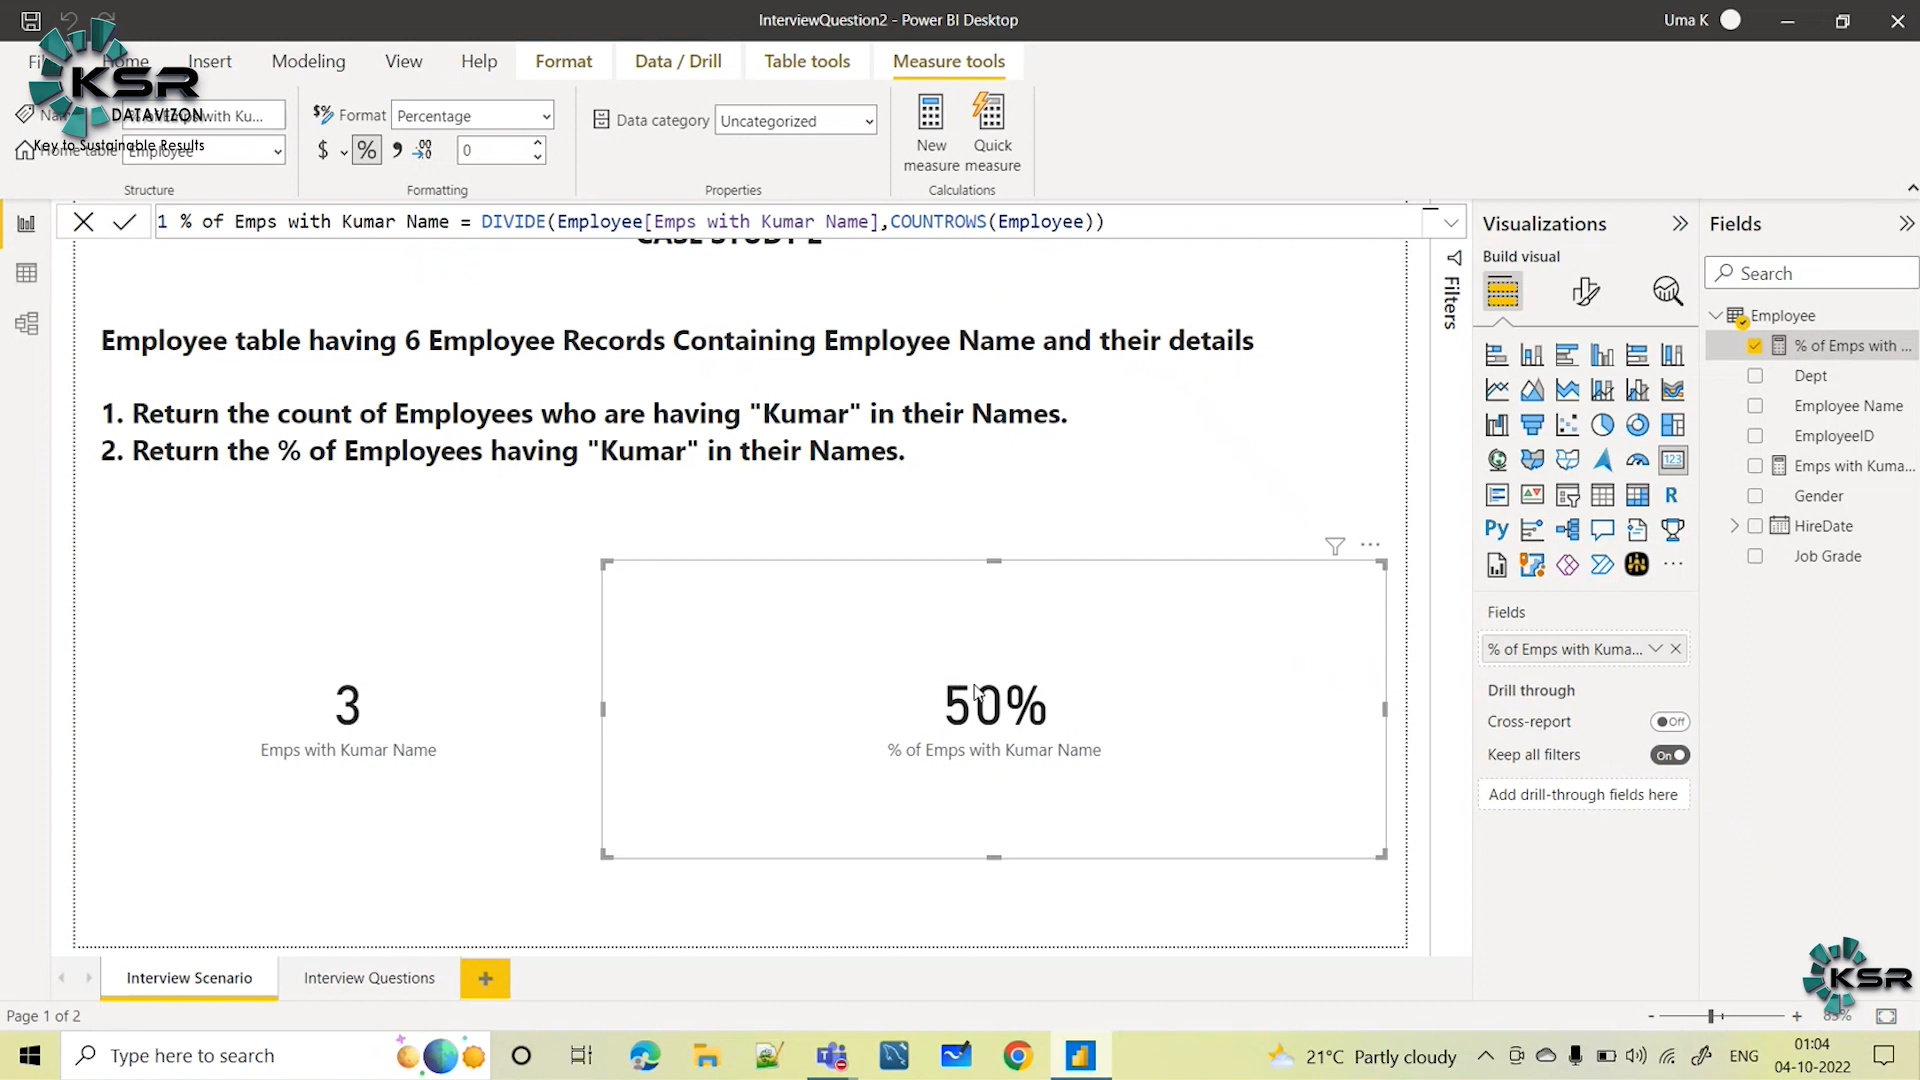 InterviewQuestion2 - Power BI Desktop
Uma K
Insert
Modeling
View
Help
Format
Data / Drill
Table tools
Measure tools
KSR
DATAVIZON
Key to Sustainable Results
Format
Percentage
$
%
0
Data category
Uncategorized
New measure
Quick measure
Structure
Formatting
Properties
Calculations
1 % of Emps with Kumar Name = DIVIDE(Employee[Emps with Kumar Name],COUNTROWS(Employee))
CASE STUDY 2
Employee table having 6 Employee Records Containing Employee Name and their details
1. Return the count of Employees who are having "Kumar" in their Names.
2. Return the % of Employees having "Kumar" in their Names.
3
Emps with Kumar Name
50%
% of Emps with Kumar Name
Filters
Visualizations
Build visual
123
R
Py
Fields
% of Emps with Kuma...
Drill through
Cross-report
Off
Keep all filters
On
Add drill-through fields here
Fields
Search
Employee
% of Emps with ...
Dept
Employee Name
EmployeeID
Emps with Kuma...
Gender
HireDate
Job Grade
Interview Scenario
Interview Questions
Page 1 of 2
KSR
Type here to search
21°C Partly cloudy
ENG
01:04
04-10-2022